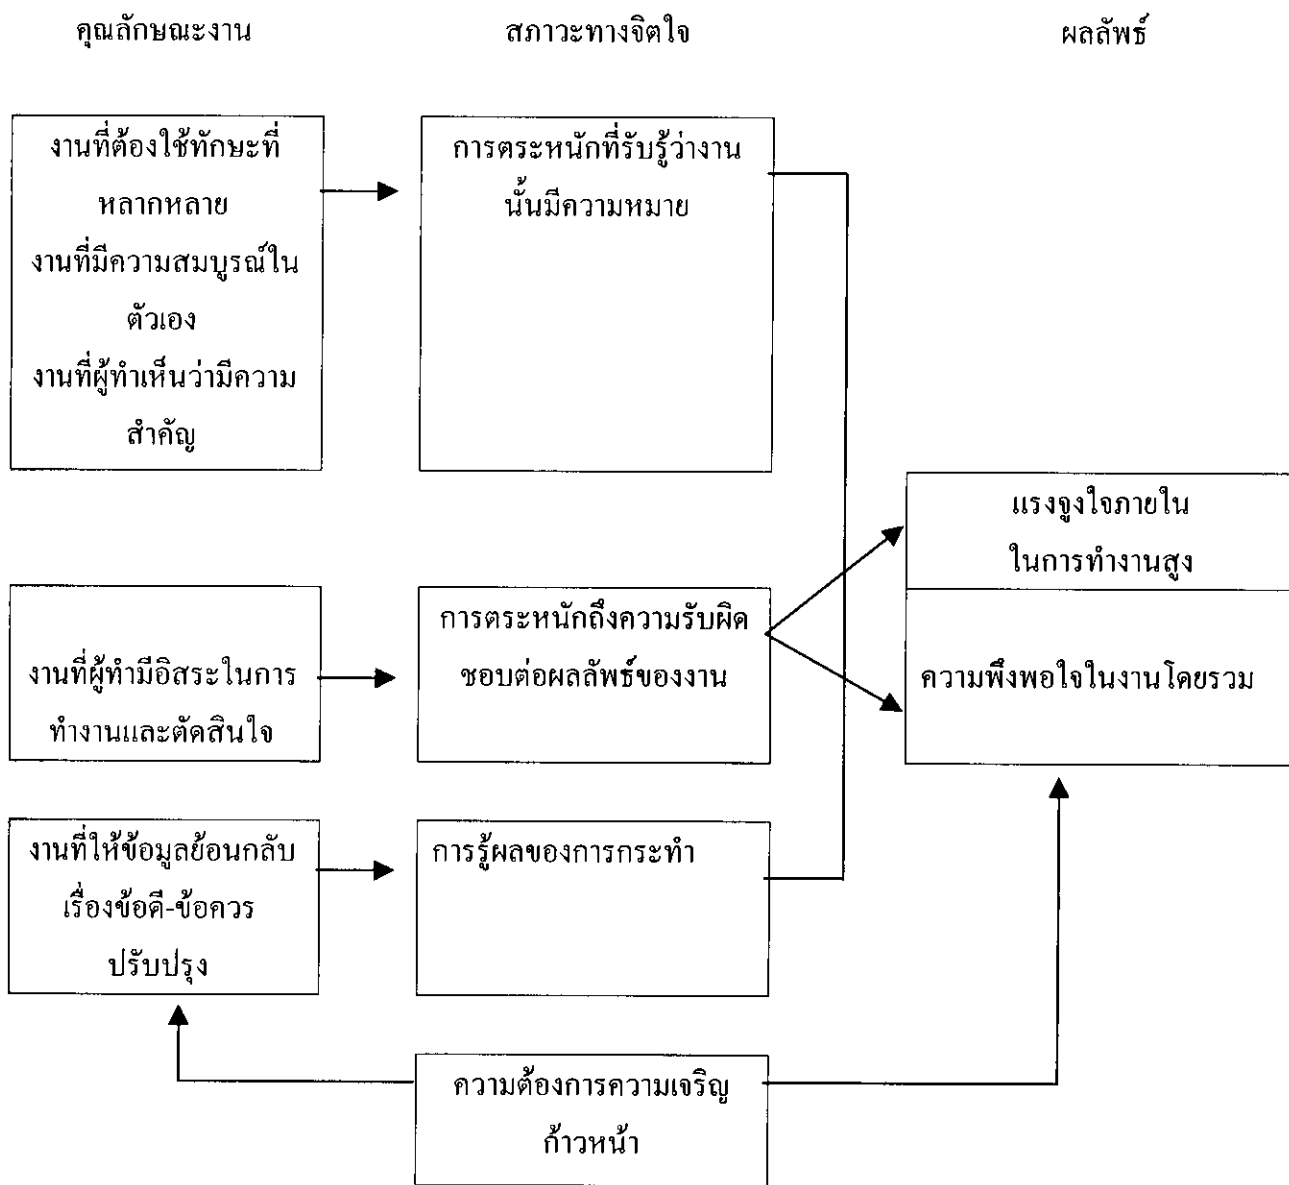 คุณลักษณะงาน
สภาวะทางจิตใจ
ผลลัพธ์
งานที่ต้องใช้ทักษะที่
หลากหลาย
งานที่มีความสมบูรณ์ใน
ตัวเอง
งานที่ผู้ทำเห็นว่ามีความ
สำคัญ
การตระหนักที่รับรู้ว่างาน
นั้นมีความหมาย
แรงจูงใจภายใน
ในการทำงานสูง
ความพึงพอใจในงานโดยรวม
งานที่ผู้ทำมีอิสระในการ
ทำงานและตัดสินใจ
การตระหนักถึงความรับผิด
ชอบต่อผลลัพธ์ของงาน
งานที่ให้ข้อมูลย้อนกลับ
เรื่องข้อดี-ข้อควร
ปรับปรุง
การรู้ผลของการกระทำ
ความต้องการความเจริญ
ก้าวหน้า